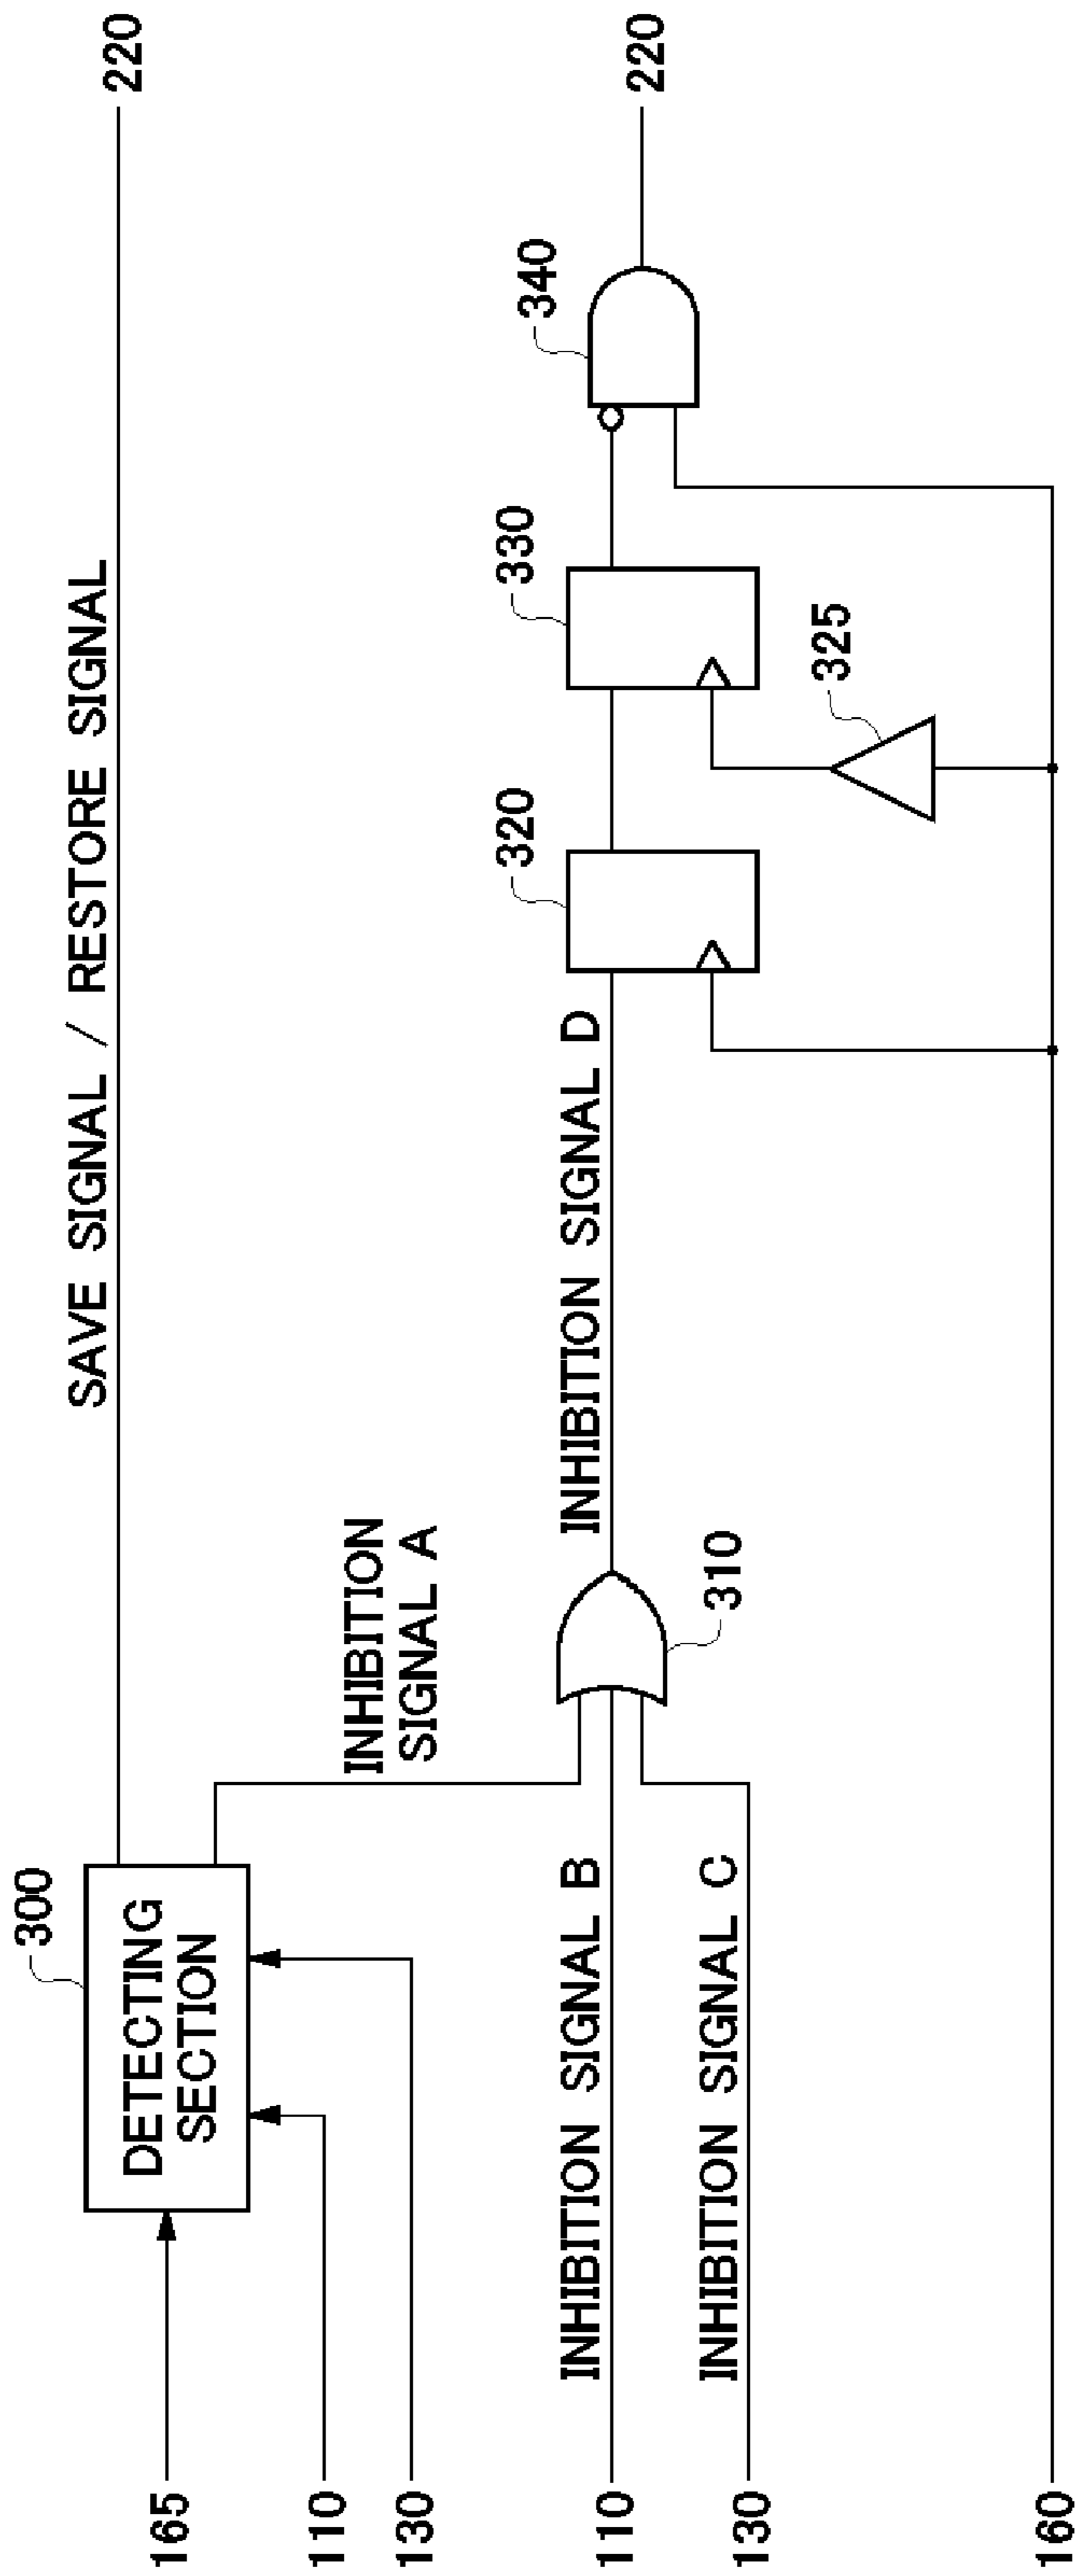 165
110
130
110
130
160
300
DETECTING
SECTION
SAVE SIGNAL / RESTORE SIGNAL
220
INHIBITION
SIGNAL A
INHIBITION SIGNAL B
INHIBITION SIGNAL C
310
INHIBITION SIGNAL D
320
330
325
340
220